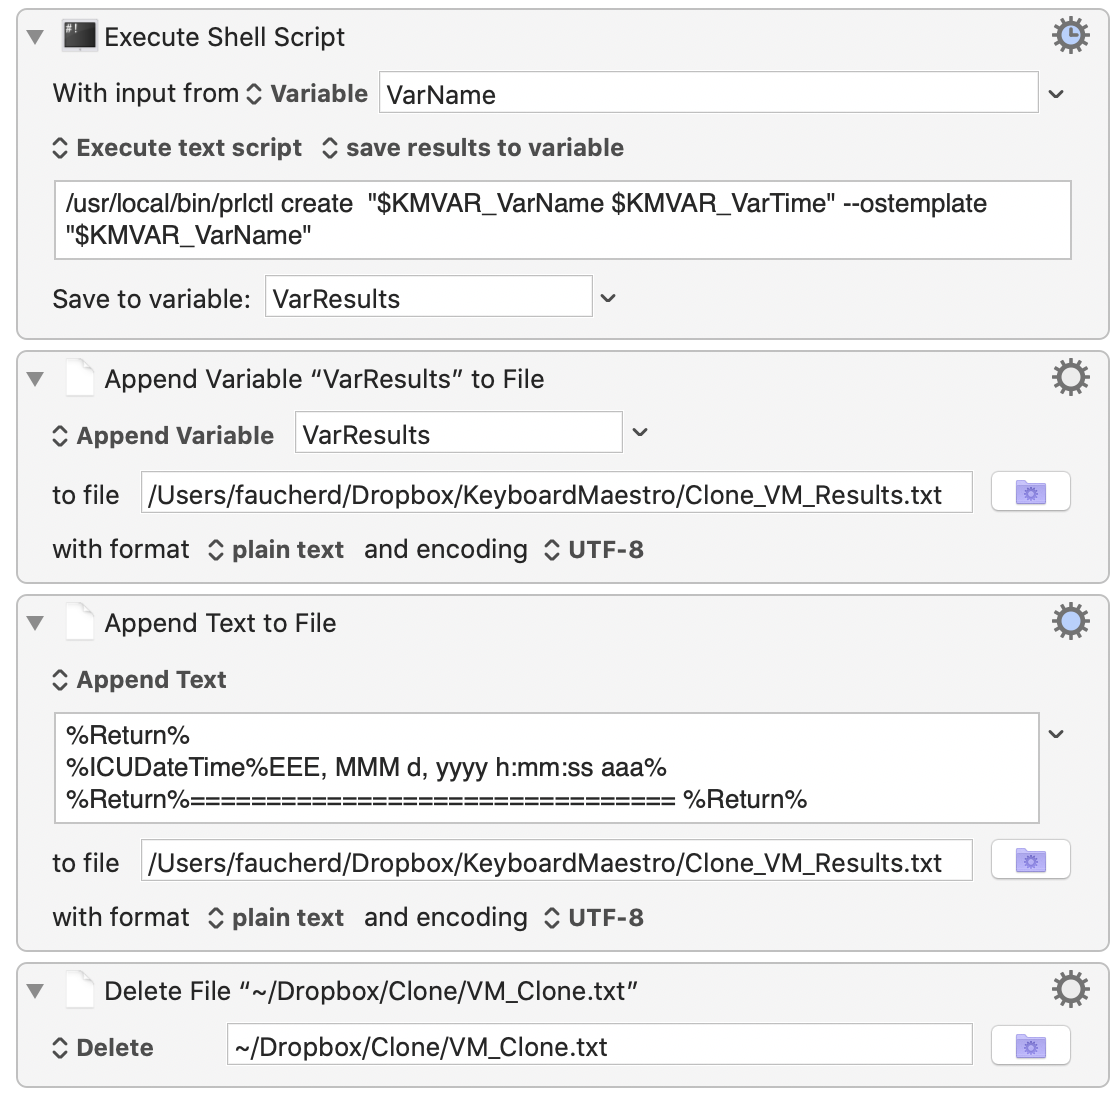 #!
Execute Shell Script
With input from Variable VarName
Execute text script save results to variable
/usr/local/bin/prlctl create  "$KMVAR_VarName $KMVAR_VarTime" --ostemplate
"$KMVAR_VarName"
Save to variable: VarResults
Append Variable “VarResults” to File
Append Variable VarResults
to file /Users/faucherd/Dropbox/KeyboardMaestro/Clone_VM_Results.txt
with format plain text and encoding UTF-8
Append Text to File
Append Text
%Return%
%ICUDateTime%EEE, MMM d, yyyy h:mm:ss aaa%
%Return%================================ %Return%
to file /Users/faucherd/Dropbox/KeyboardMaestro/Clone_VM_Results.txt
with format plain text and encoding UTF-8
Delete File “~/Dropbox/Clone/VM_Clone.txt”
Delete ~/Dropbox/Clone/VM_Clone.txt